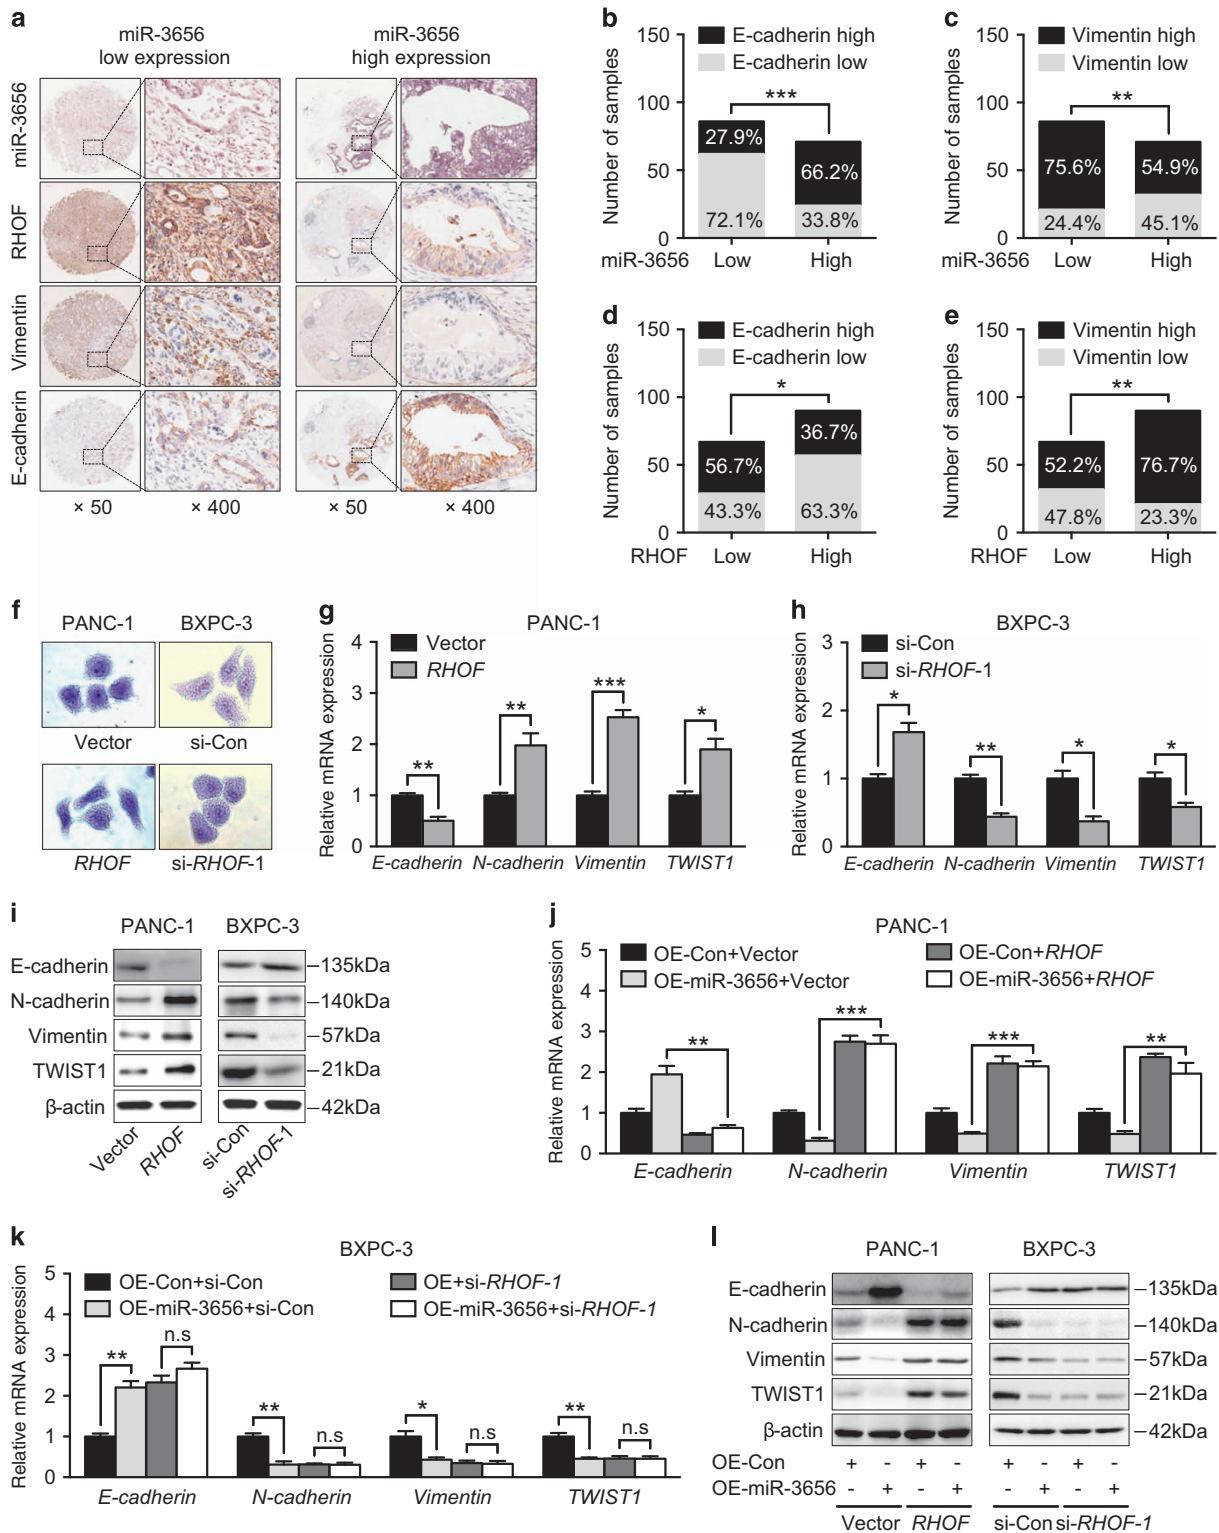 a
miR-3656
low expression
miR-3656
high expression
miR-3656
RHOF
Vimentin
E-cadherin
× 50
× 400
× 50
× 400
b
Number of samples
150
100
50
0
E-cadherin high
E-cadherin low
***
27.9%
72.1%
66.2%
33.8%
miR-3656
Low
High
c
Number of samples
150
100
50
0
Vimentin high
Vimentin low
**
75.6%
24.4%
54.9%
45.1%
miR-3656
Low
High
d
Number of samples
150
100
50
0
E-cadherin high
E-cadherin low
*
56.7%
43.3%
36.7%
63.3%
RHOF
Low
High
e
Number of samples
150
100
50
0
Vimentin high
Vimentin low
**
52.2%
47.8%
76.7%
23.3%
RHOF
Low
High
f
PANC-1
BXPC-3
Vector
si-Con
RHOF
si-RHOF-1
g
PANC-1
Relative mRNA expression
4
3
2
1
0
Vector
RHOF
**
**
***
*
E-cadherin
N-cadherin
Vimentin
TWIST1
h
BXPC-3
Relative mRNA expression
3
2
1
0
si-Con
si-RHOF-1
*
**
*
*
E-cadherin
N-cadherin
Vimentin
TWIST1
i
PANC-1
BXPC-3
E-cadherin
–135kDa
N-cadherin
–140kDa
Vimentin
–57kDa
TWIST1
–21kDa
β-actin
–42kDa
Vector
RHOF
si-Con
si-RHOF-1
j
PANC-1
Relative mRNA expression
5
4
3
2
1
0
OE-Con+Vector
OE-miR-3656+Vector
OE-Con+RHOF
OE-miR-3656+RHOF
**
***
***
**
E-cadherin
N-cadherin
Vimentin
TWIST1
k
BXPC-3
Relative mRNA expression
5
4
3
2
1
0
OE-Con+si-Con
OE-miR-3656+si-Con
OE+si-RHOF-1
OE-miR-3656+si-RHOF-1
**
n.s
**
n.s
*
n.s
**
n.s
E-cadherin
N-cadherin
Vimentin
TWIST1
l
PANC-1
BXPC-3
E-cadherin
–135kDa
N-cadherin
–140kDa
Vimentin
–57kDa
TWIST1
–21kDa
β-actin
–42kDa
OE-Con + - + - + - + -
OE-miR-3656 - + - + - + - +
Vector
RHOF
si-Con
si-RHOF-1